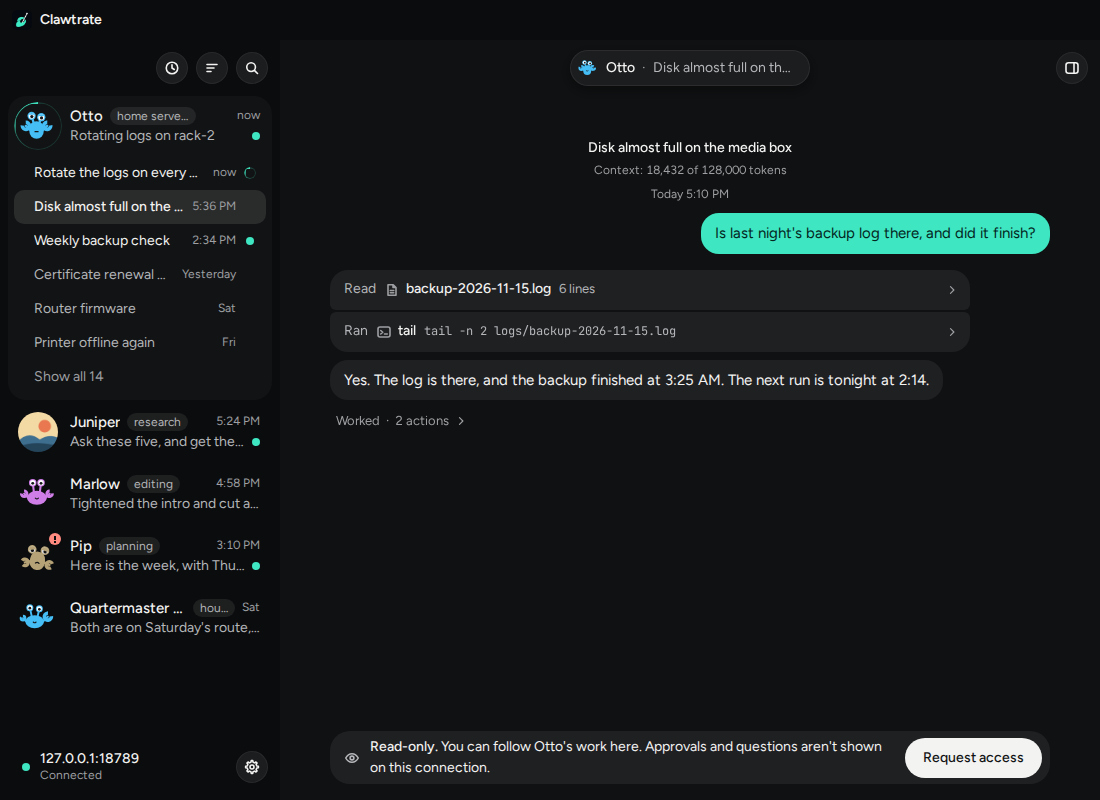 Clawtrate
Otto home serve... now
Rotating logs on rack-2
Rotate the logs on every ... now
Disk almost full on the ... 5:36 PM
Weekly backup check 2:34 PM
Certificate renewal ... Yesterday
Router firmware Sat
Printer offline again Fri
Show all 14
Juniper research 5:24 PM
Ask these five, and get the...
Marlow editing 4:58 PM
Tightened the intro and cut a...
Pip planning 3:10 PM
Here is the week, with Thu...
Quartermaster ... hou... Sat
Both are on Saturday's route,...
127.0.0.1:18789
Connected
Otto · Disk almost full on th...
Disk almost full on the media box
Context: 18,432 of 128,000 tokens
Today 5:10 PM
Is last night's backup log there, and did it finish?
Read backup-2026-11-15.log 6 lines
Ran tail tail -n 2 logs/backup-2026-11-15.log
Yes. The log is there, and the backup finished at 3:25 AM. The next run is tonight at 2:14.
Worked · 2 actions
Read-only. You can follow Otto's work here. Approvals and questions aren't shown
on this connection.
Request access